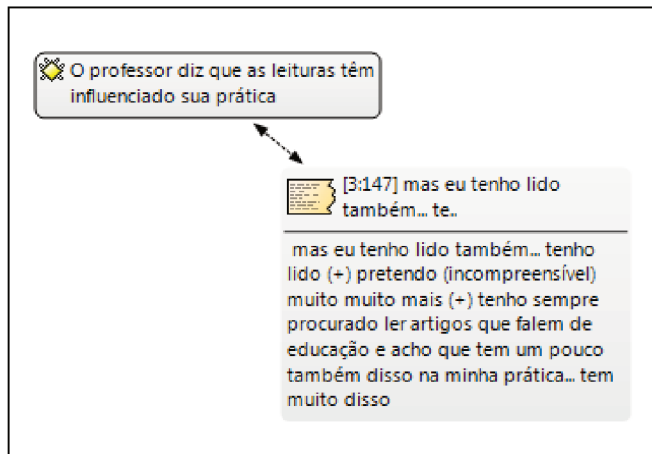 O professor diz que as leituras têm
influenciado sua prática
[3:147] mas eu tenho lido
também... te..
mas eu tenho lido também... tenho
lido (+) pretendo (incompreensível)
muito muito mais (+) tenho sempre
procurado ler artigos que falem de
educação e acho que tem um pouco
também disso na minha prática... tem
muito disso